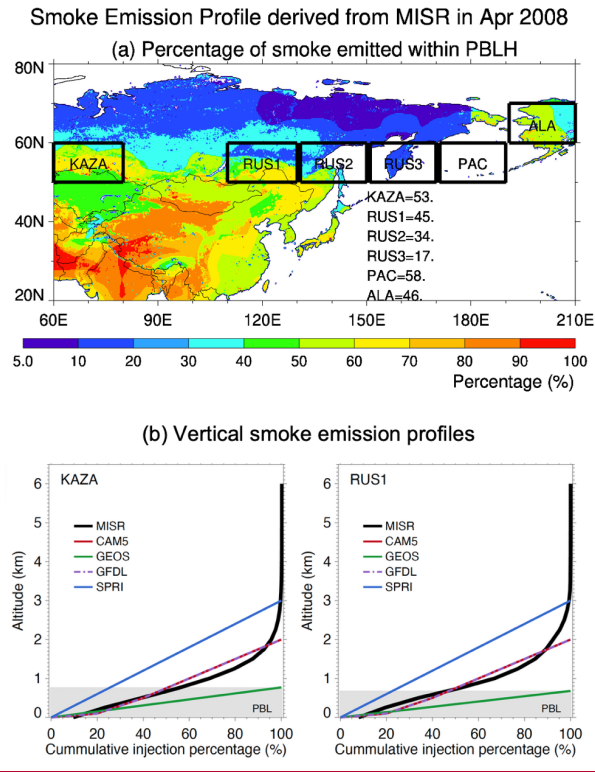 Smoke Emission Profile derived from MISR in Apr 2008
(a) Percentage of smoke emitted within PBLH
80N
60N
40N
20N
KAZA
RUS1
RUS2
RUS3
PAC
ALA
KAZA=53.
RUS1=45.
RUS2=34.
RUS3=17.
PAC=58.
ALA=46.
60E 90E 120E 150E 180E 210E
5.0 10 20 30 40 50 60 70 80 90 100
Percentage (%)
(b) Vertical smoke emission profiles
KAZA
MISR
CAM5
GEOS
GFDL
SPRI
PBL
Altitude (km)
6
5
4
3
2
1
0
0 20 40 60 80 100
Cummulative injection percentage (%)
RUS1
MISR
CAM5
GEOS
GFDL
SPRI
PBL
Altitude (km)
6
5
4
3
2
1
0
0 20 40 60 80 100
Cummulative injection percentage (%)